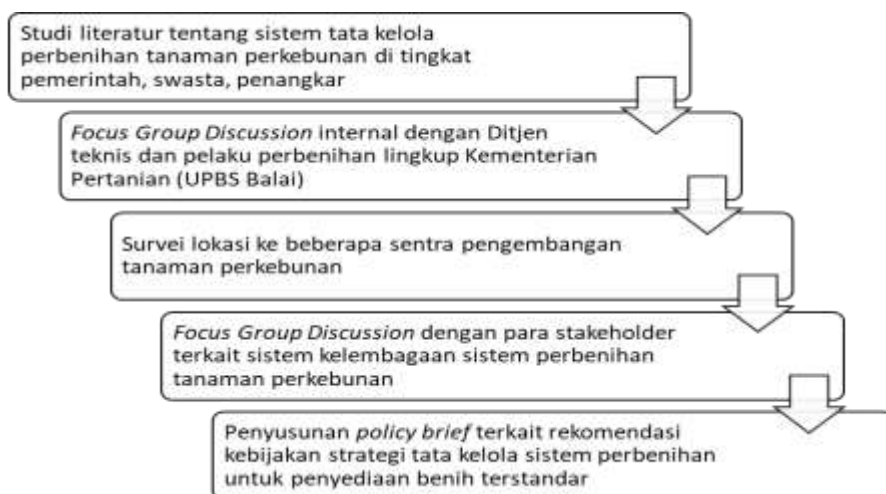 Studi literatur tentang sistem tata kelola
perbenihan tanaman perkebunan di tingkat
pemerintah, swasta, penangkar
Focus Group Discussion internal dengan Ditjen
teknis dan pelaku perbenihan lingkup Kementerian
Pertanian (UPBS Balai)
Survei lokasi ke beberapa sentra pengembangan
tanaman perkebunan
Focus Group Discussion dengan para stakeholder
terkait sistem kelembagaan sistem perbenihan
tanaman perkebunan
Penyusunan policy brief terkait rekomendasi
kebijakan strategi tata kelola sistem perbenihan
untuk penyediaan benih terstandar